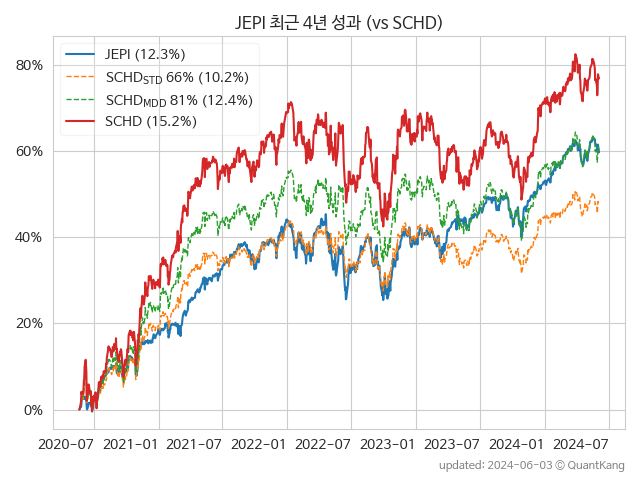 JEPI 최근 4년 성과 (vs SCHD)
JEPI (12.3%)
SCHD_STD 66% (10.2%)
SCHD_MDD 81% (12.4%)
SCHD (15.2%)
80%
60%
40%
20%
0%
2020-07 2021-01 2021-07 2022-01 2022-07 2023-01 2023-07 2024-01 2024-07
updated: 2024-06-03 © QuantKang